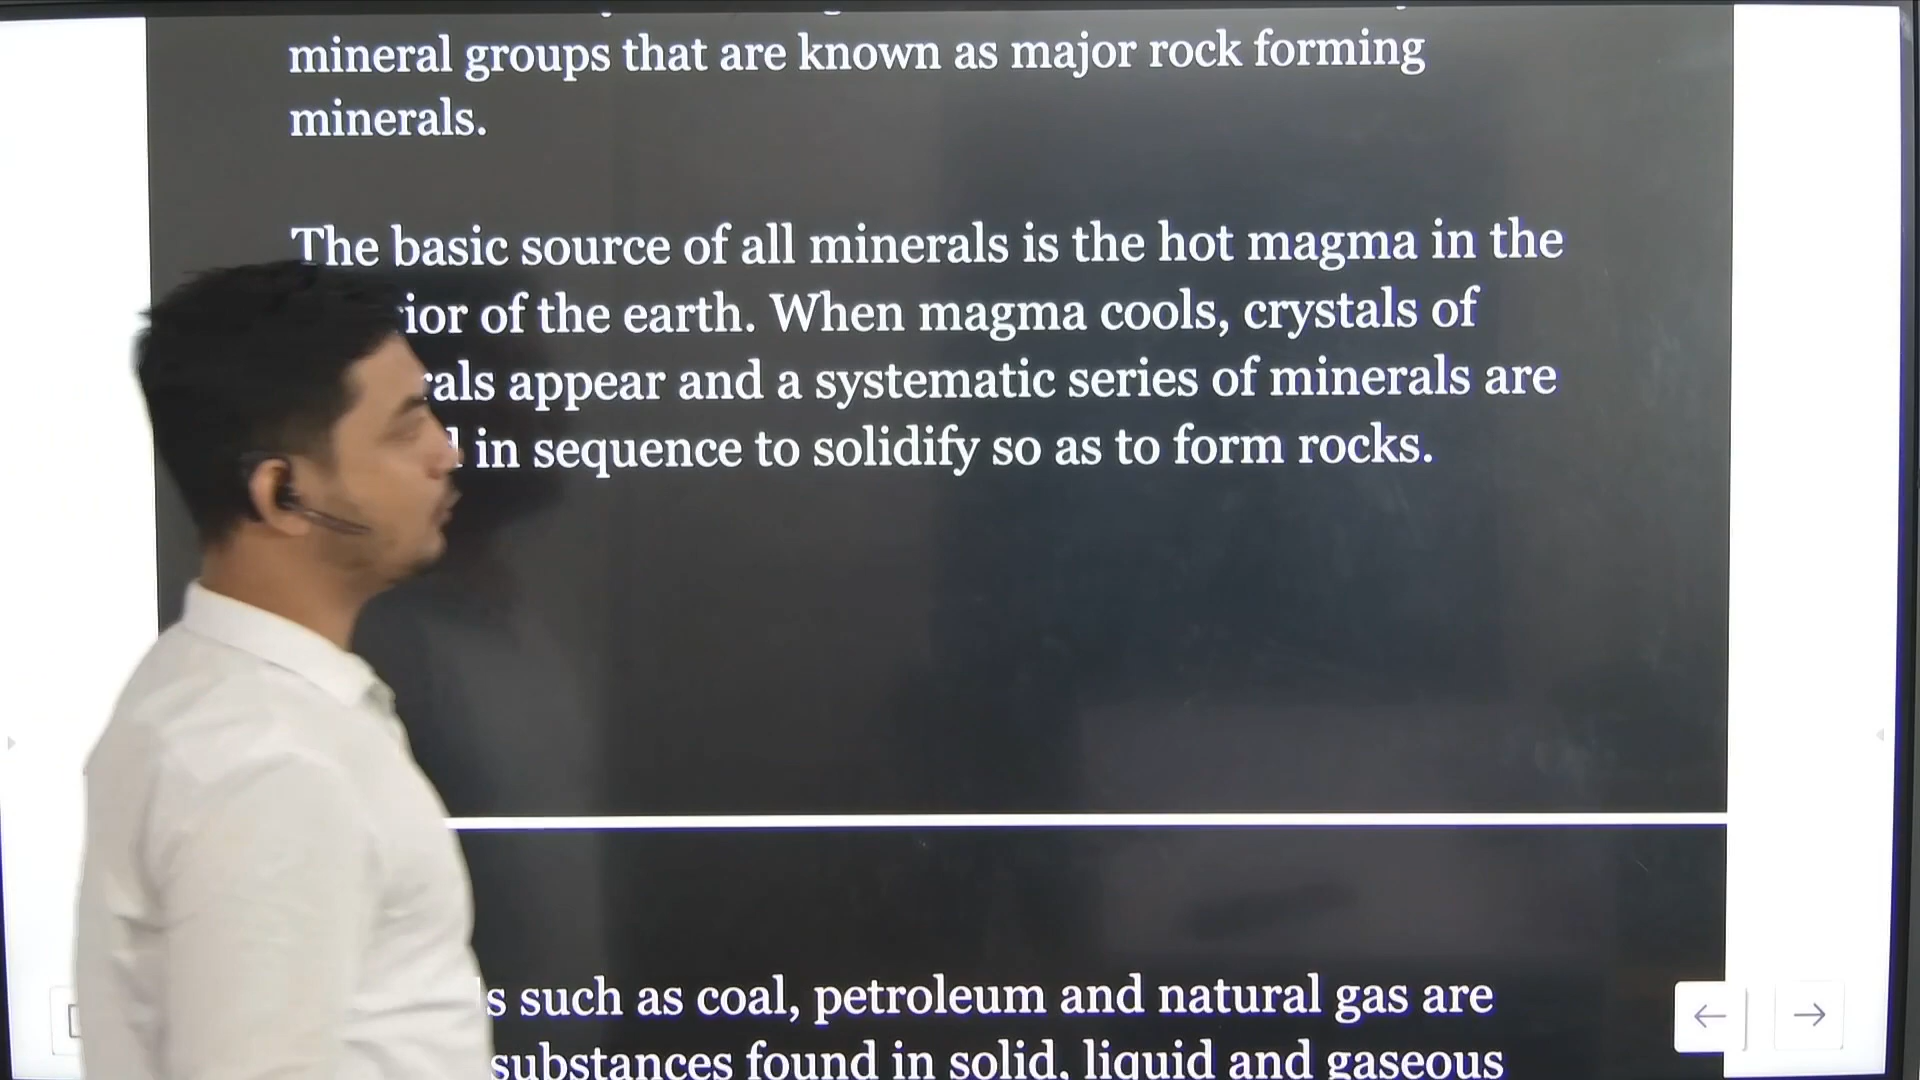 mineral groups that are known as major rock forming
minerals.
The basic source of all minerals is the hot magma in the
of the earth. When magma cools, crystals of
appear and a systematic series of minerals are
in sequence to solidify so as to form rocks.
such as coal, petroleum and natural gas are
substances found in solid, liquid and gaseous